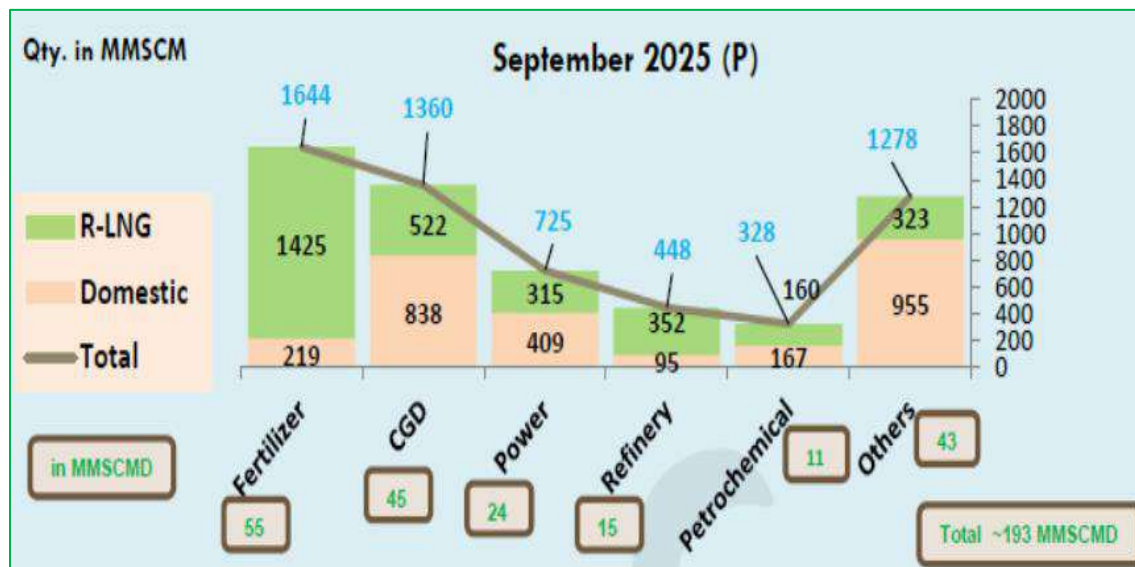 Qty. in MMSCM
September 2025 (P)
1644
1360
725
448
328
1278
2000
1800
1600
1400
1200
1000
800
600
400
200
0
R-LNG
Domestic
Total
1425
522
315
352
160
323
219
838
409
95
167
955
Fertilizer
CGD
Power
Refinery
Petrochemical
Others
in MMSCMD
55
45
24
15
11
43
Total ~193 MMSCMD